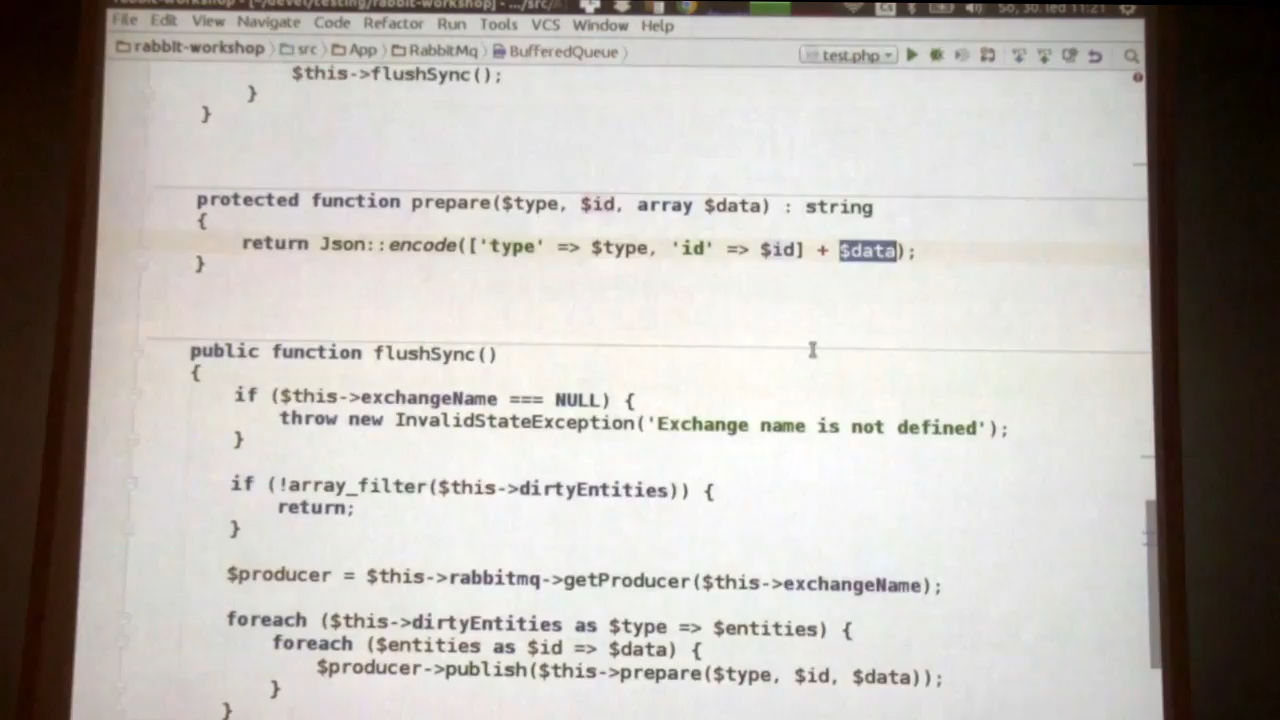 File Edit View Navigate Code Refactor Run Tools VCS Window Help
rabbit-workshop src App RabbitMq BufferedQueue test.php
$this->flushSync();
}
}
protected function prepare($type, $id, array $data) : string
{
return Json::encode(['type' => $type, 'id' => $id] + $data);
}
public function flushSync()
{
if ($this->exchangeName === NULL) {
throw new InvalidStateException('Exchange name is not defined');
}
if (!array_filter($this->dirtyEntities)) {
return;
}
$producer = $this->rabbitmq->getProducer($this->exchangeName);
foreach ($this->dirtyEntities as $type => $entities) {
foreach ($entities as $id => $data) {
$producer->publish($this->prepare($type, $id, $data));
}
}